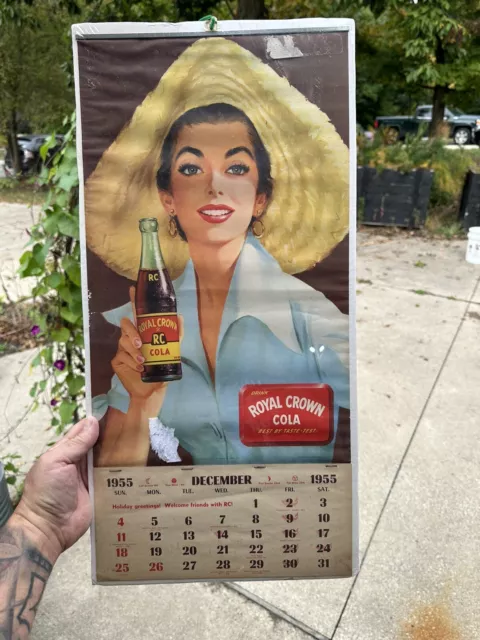 RC
ROYAL CROWN
RC
COLA
ROYAL CROWN
COLA
"BEST BY TASTE-TEST"
1955 DECEMBER 1955
SUN. MON. TUE. WED. THU. FRI. SAT.
Holiday greetings! Welcome friends with RC! 1 2 3
4 5 6 7 8 9 10
11 12 13 14 15 16 17
18 19 20 21 22 23 24
25 26 27 28 29 30 31